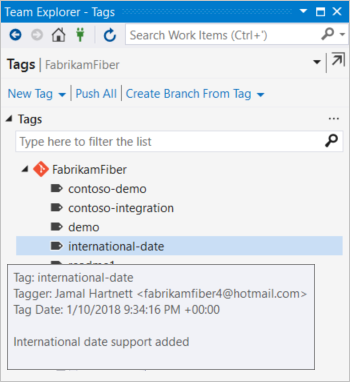 Team Explorer - Tags
Search Work Items (Ctrl+')
Tags | FabrikamFiber
New Tag Push All | Create Branch From Tag
Tags
Type here to filter the list
FabrikamFiber
contoso-demo
contoso-integration
demo
international-date
Tag: international-date
Tagger: Jamal Hartnett <fabrikamfiber4@hotmail.com>
Tag Date: 1/10/2018 9:34:16 PM +00:00
International date support added